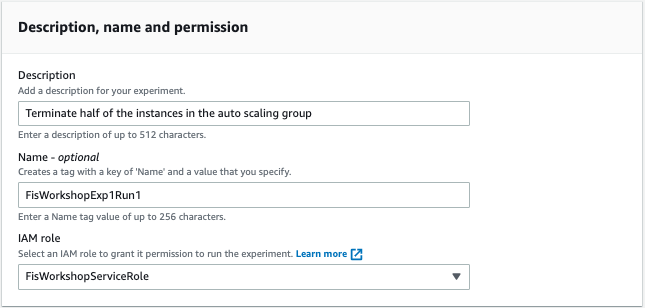 Description, name and permission
Description
Add a description for your experiment.
Terminate half of the instances in the auto scaling group
Enter a description of up to 512 characters.
Name - optional
Creates a tag with a key of 'Name' and a value that you specify.
FisWorkshopExp1Run1
Enter a Name tag value of up to 256 characters.
IAM role
Select an IAM role to grant it permission to run the experiment. Learn more
FisWorkshopServiceRole